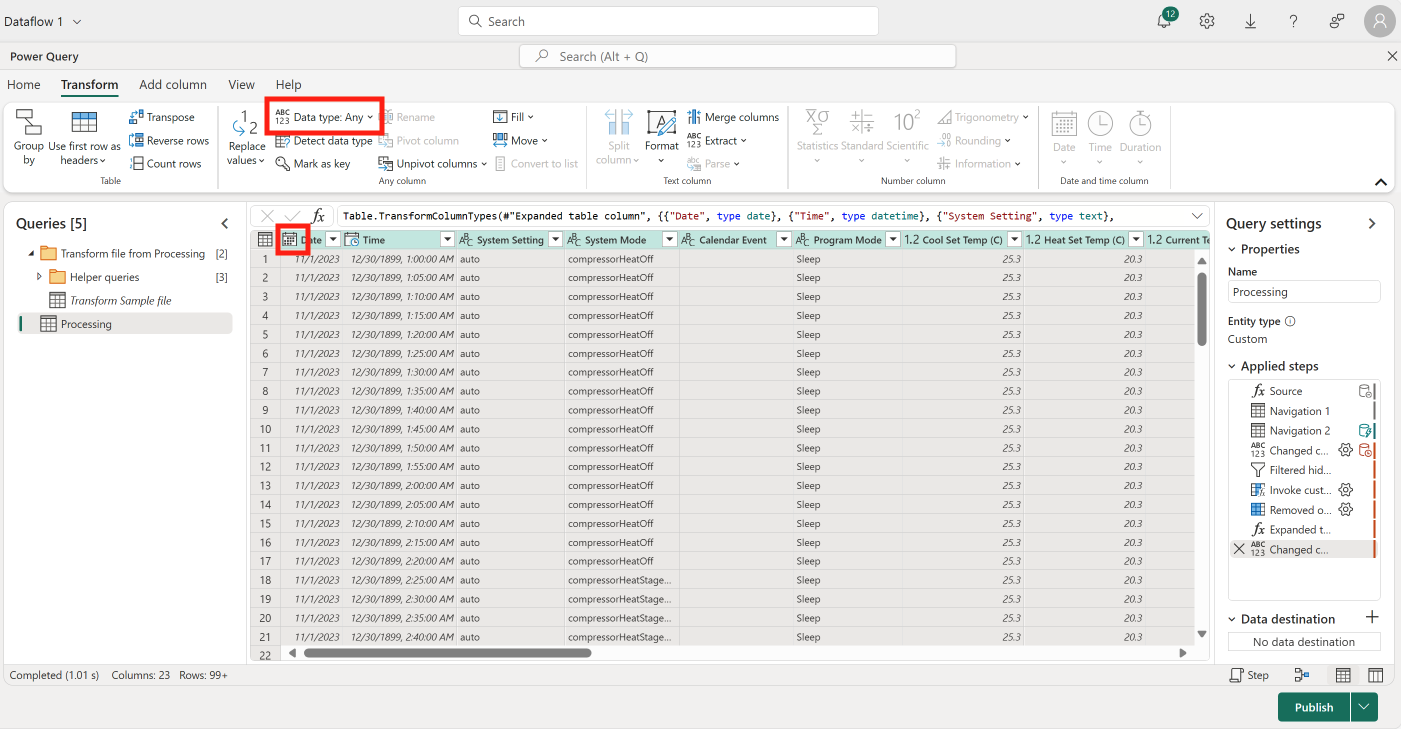 Dataflow 1
Search
12
Power Query
Search (Alt + Q)
Home Transform Add column View Help
Group by
Use first row as headers
Transpose
Reverse rows
Count rows
Table
1 2
Replace values
ABC 123 Data type: Any
Detect data type
Mark as key
Rename
Pivot column
Unpivot columns
Fill
Move
Convert to list
Any column
Split column
Format
Merge columns
ABC Extract
abc Parse
Text column
Statistics
Standard
10² Scientific
Trigonometry
.00 Rounding
Information
Number column
Date
Time
Duration
Date and time column
Queries [5]
Transform file from Processing [2]
Helper queries [3]
Transform Sample file
Processing
fx Table.TransformColumnTypes(#"Expanded table column", {{"Date", type date}, {"Time", type datetime}, {"System Setting", type text},
Date Time ABC System Setting ABC System Mode ABC Calendar Event ABC Program Mode 1.2 Cool Set Temp (C) 1.2 Heat Set Temp (C) 1.2 Current Te
1 11/1/2023 12/30/1899, 1:00:00 AM auto compressorHeatOff Sleep 25.3 20.3
2 11/1/2023 12/30/1899, 1:05:00 AM auto compressorHeatOff Sleep 25.3 20.3
3 11/1/2023 12/30/1899, 1:10:00 AM auto compressorHeatOff Sleep 25.3 20.3
4 11/1/2023 12/30/1899, 1:15:00 AM auto compressorHeatOff Sleep 25.3 20.3
5 11/1/2023 12/30/1899, 1:20:00 AM auto compressorHeatOff Sleep 25.3 20.3
6 11/1/2023 12/30/1899, 1:25:00 AM auto compressorHeatOff Sleep 25.3 20.3
7 11/1/2023 12/30/1899, 1:30:00 AM auto compressorHeatOff Sleep 25.3 20.3
8 11/1/2023 12/30/1899, 1:35:00 AM auto compressorHeatOff Sleep 25.3 20.3
9 11/1/2023 12/30/1899, 1:40:00 AM auto compressorHeatOff Sleep 25.3 20.3
10 11/1/2023 12/30/1899, 1:45:00 AM auto compressorHeatOff Sleep 25.3 20.3
11 11/1/2023 12/30/1899, 1:50:00 AM auto compressorHeatOff Sleep 25.3 20.3
12 11/1/2023 12/30/1899, 1:55:00 AM auto compressorHeatOff Sleep 25.3 20.3
13 11/1/2023 12/30/1899, 2:00:00 AM auto compressorHeatOff Sleep 25.3 20.3
14 11/1/2023 12/30/1899, 2:05:00 AM auto compressorHeatOff Sleep 25.3 20.3
15 11/1/2023 12/30/1899, 2:10:00 AM auto compressorHeatOff Sleep 25.3 20.3
16 11/1/2023 12/30/1899, 2:15:00 AM auto compressorHeatOff Sleep 25.3 20.3
17 11/1/2023 12/30/1899, 2:20:00 AM auto compressorHeatOff Sleep 25.3 20.3
18 11/1/2023 12/30/1899, 2:25:00 AM auto compressorHeatStage... Sleep 25.3 20.3
19 11/1/2023 12/30/1899, 2:30:00 AM auto compressorHeatStage... Sleep 25.3 20.3
20 11/1/2023 12/30/1899, 2:35:00 AM auto compressorHeatStage... Sleep 25.3 20.3
21 11/1/2023 12/30/1899, 2:40:00 AM auto compressorHeatStage... Sleep 25.3 20.3
22
Query settings
Properties
Name
Processing
Entity type
Custom
Applied steps
fx Source
Navigation 1
Navigation 2
ABC 123 Changed c...
Filtered hid...
Invoke cust...
Removed o...
fx Expanded t...
ABC 123 Changed c...
Data destination
No data destination
Completed (1.01 s) Columns: 23 Rows: 99+
Step
Publish